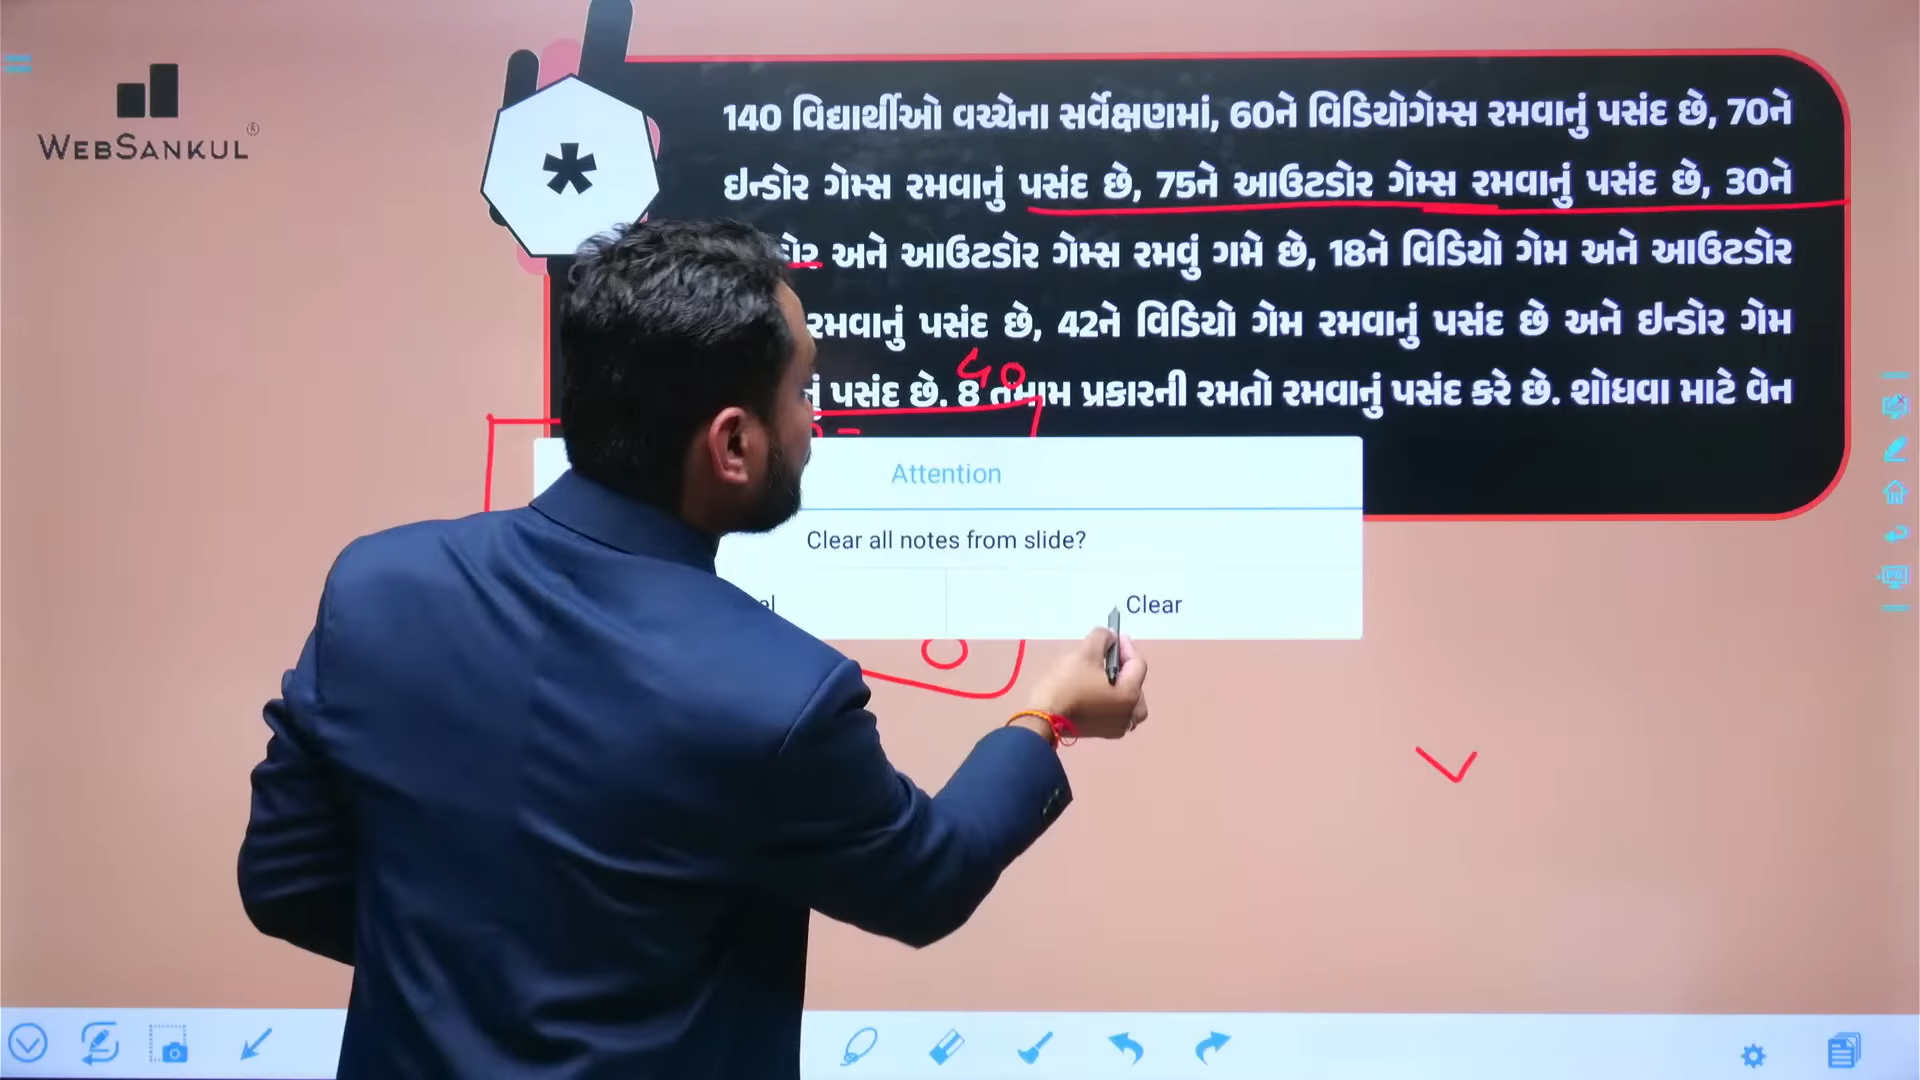 WEBSANKUL®
*
140 વિદ્યાર્થીઓ વચ્ચેના સર્વેક્ષણમાં, 60ને વિડિયોગેમ્સ રમવાનું પસંદ છે, 70ને
ઇન્ડોર ગેમ્સ રમવાનું પસંદ છે, 75ને આઉટડોર ગેમ્સ રમવાનું પસંદ છે, 30ને
અને આઉટડોર ગેમ્સ રમવું ગમે છે, 18ને વિડિયો ગેમ અને આઉટડોર
રમવાનું પસંદ છે, 42ને વિડિયો ગેમ રમવાનું પસંદ છે અને ઇન્ડોર ગેમ
પસંદ છે. 8 તમામ પ્રકારની રમતો રમવાનું પસંદ કરે છે. શોધવા માટે વેન
Attention
Clear all notes from slide?
Clear